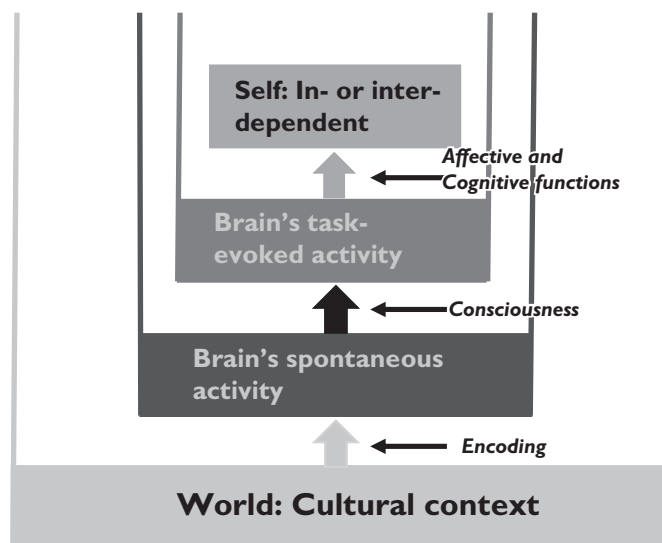 Self: In- or inter-
dependent
Affective and
Cognitive functions
Brain's task-
evoked activity
Consciousness
Brain's spontaneous
activity
Encoding
World: Cultural context